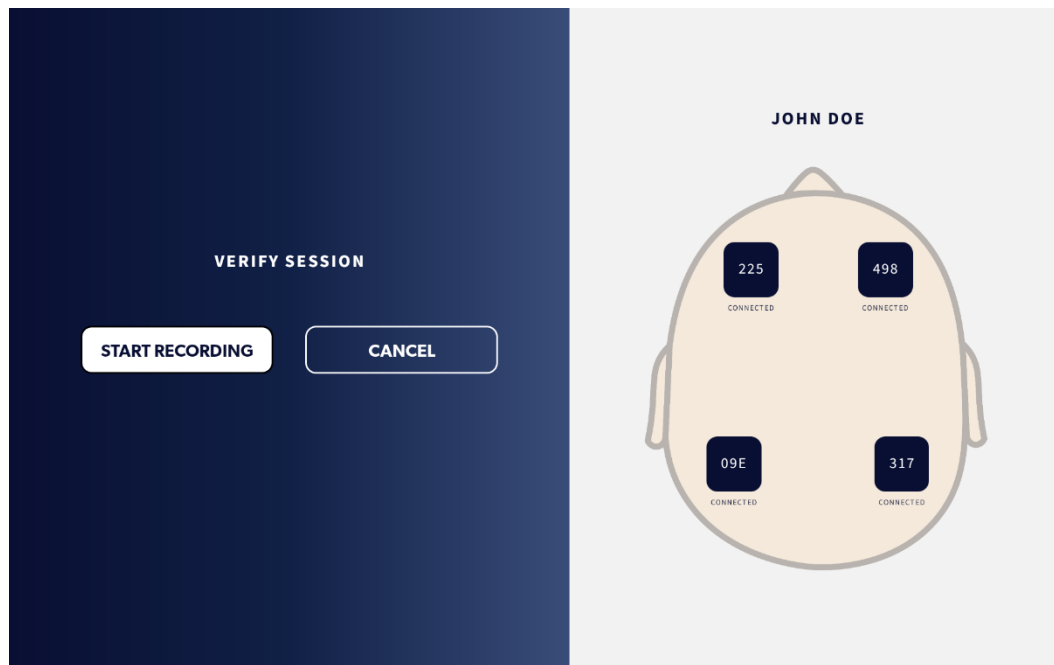 VERIFY SESSION
START RECORDING
CANCEL
JOHN DOE
225
498
CONNECTED
CONNECTED
09E
317
CONNECTED
CONNECTED